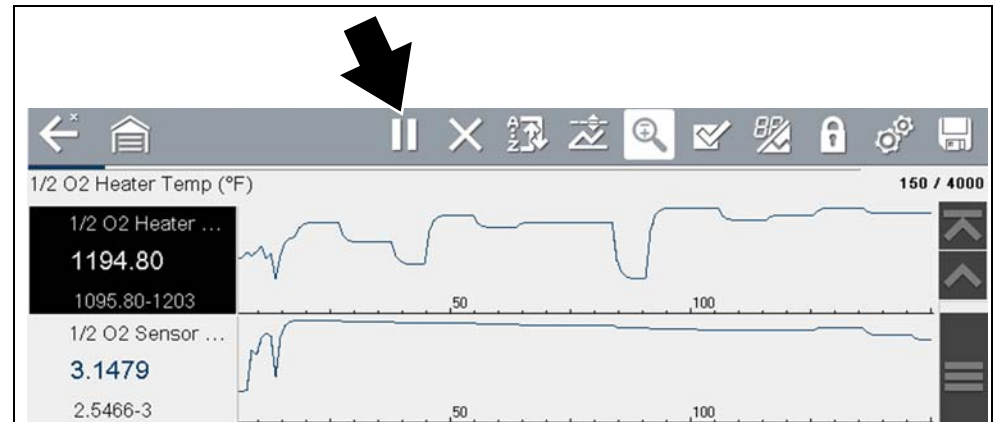 1/2 O2 Heater Temp (°F)
150 / 4000
1/2 O2 Heater ...
1194.80
1095.80-1203
50
100
1/2 O2 Sensor ...
3.1479
2.5466-3
50
100